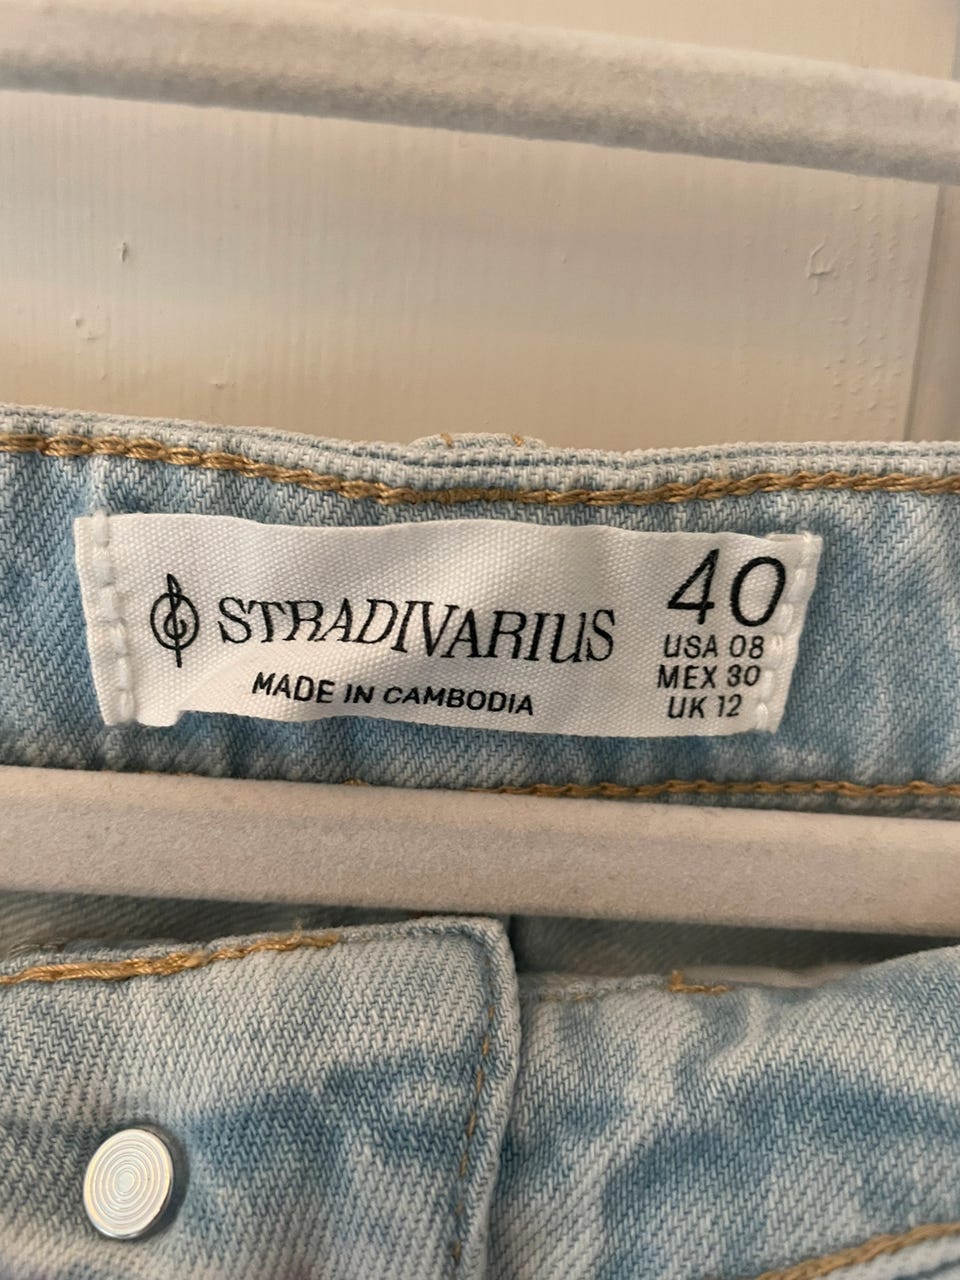 STRADIVARIUS
MADE IN CAMBODIA
40
USA 08
MEX 30
UK 12